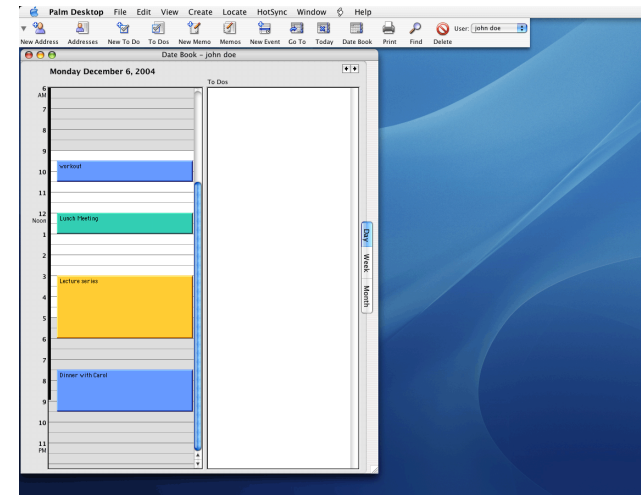 Palm Desktop File Edit View Create Locate HotSync Window Help
New Address Addresses New To Do To Dos New Memo Memos New Event Go To Today Date Book Print Find Delete User: john doe
Date Book – john doe
Monday December 6, 2004
To Dos
6
AM
7
8
9
workout
10
11
12
Noon
Lunch Meeting
1
2
3
Lecture series
4
5
6
7
Dinner with Carol
8
9
10
11
PM
Day
Week
Month